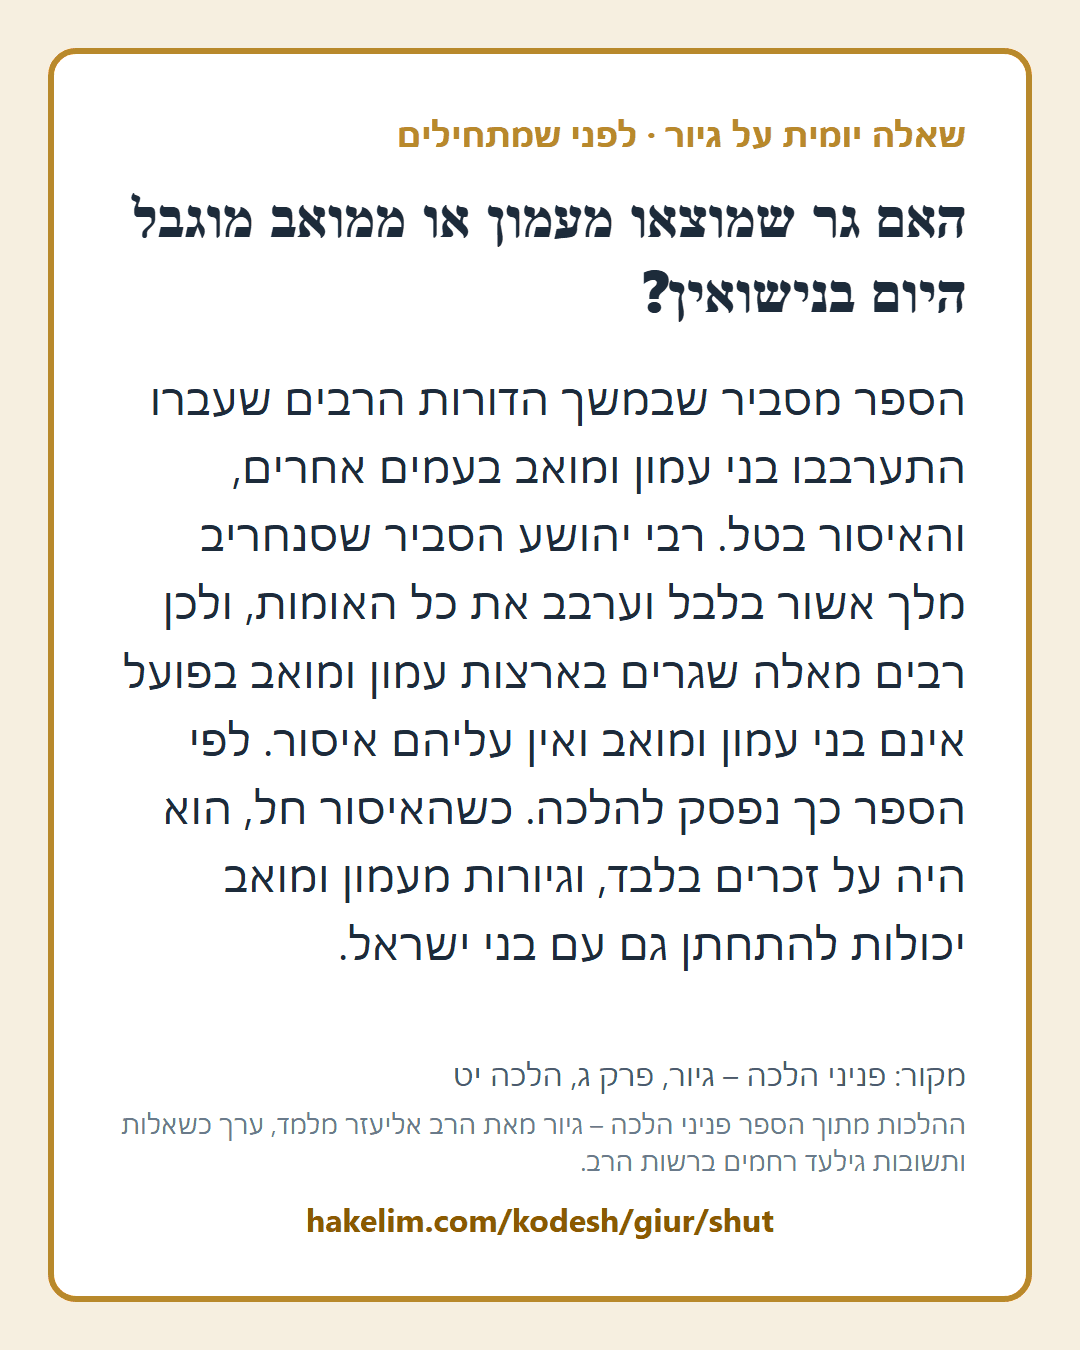 שאלה יומית על גיור · לפני שמתחילים
האם גר שמוצאו מעמון או ממואב מוגבל
היום בנישואין?
הספר מסביר שבמשך הדורות הרבים שעברו
התערבבו בני עמון ומואב בעמים אחרים,
והאיסור בטל. רבי יהושע הסביר שסנחריב
מלך אשור בלבל וערבב את כל האומות, ולכן
רבים מאלה שגרים בארצות עמון ומואב בפועל
אינם בני עמון ומואב ואין עליהם איסור. לפי
הספר כך נפסק להלכה. כשהאיסור חל, הוא
היה על זכרים בלבד, וגיורות מעמון ומואב
יכולות להתחתן גם עם בני ישראל.
מקור: פניני הלכה – גיור, פרק ג, הלכה יט
ההלכות מתוך הספר פניני הלכה – גיור מאת הרב אליעזר מלמד, ערך כשאלות
ותשובות גילעד רחמים ברשות הרב.
hakelim.com/kodesh/giur/shut